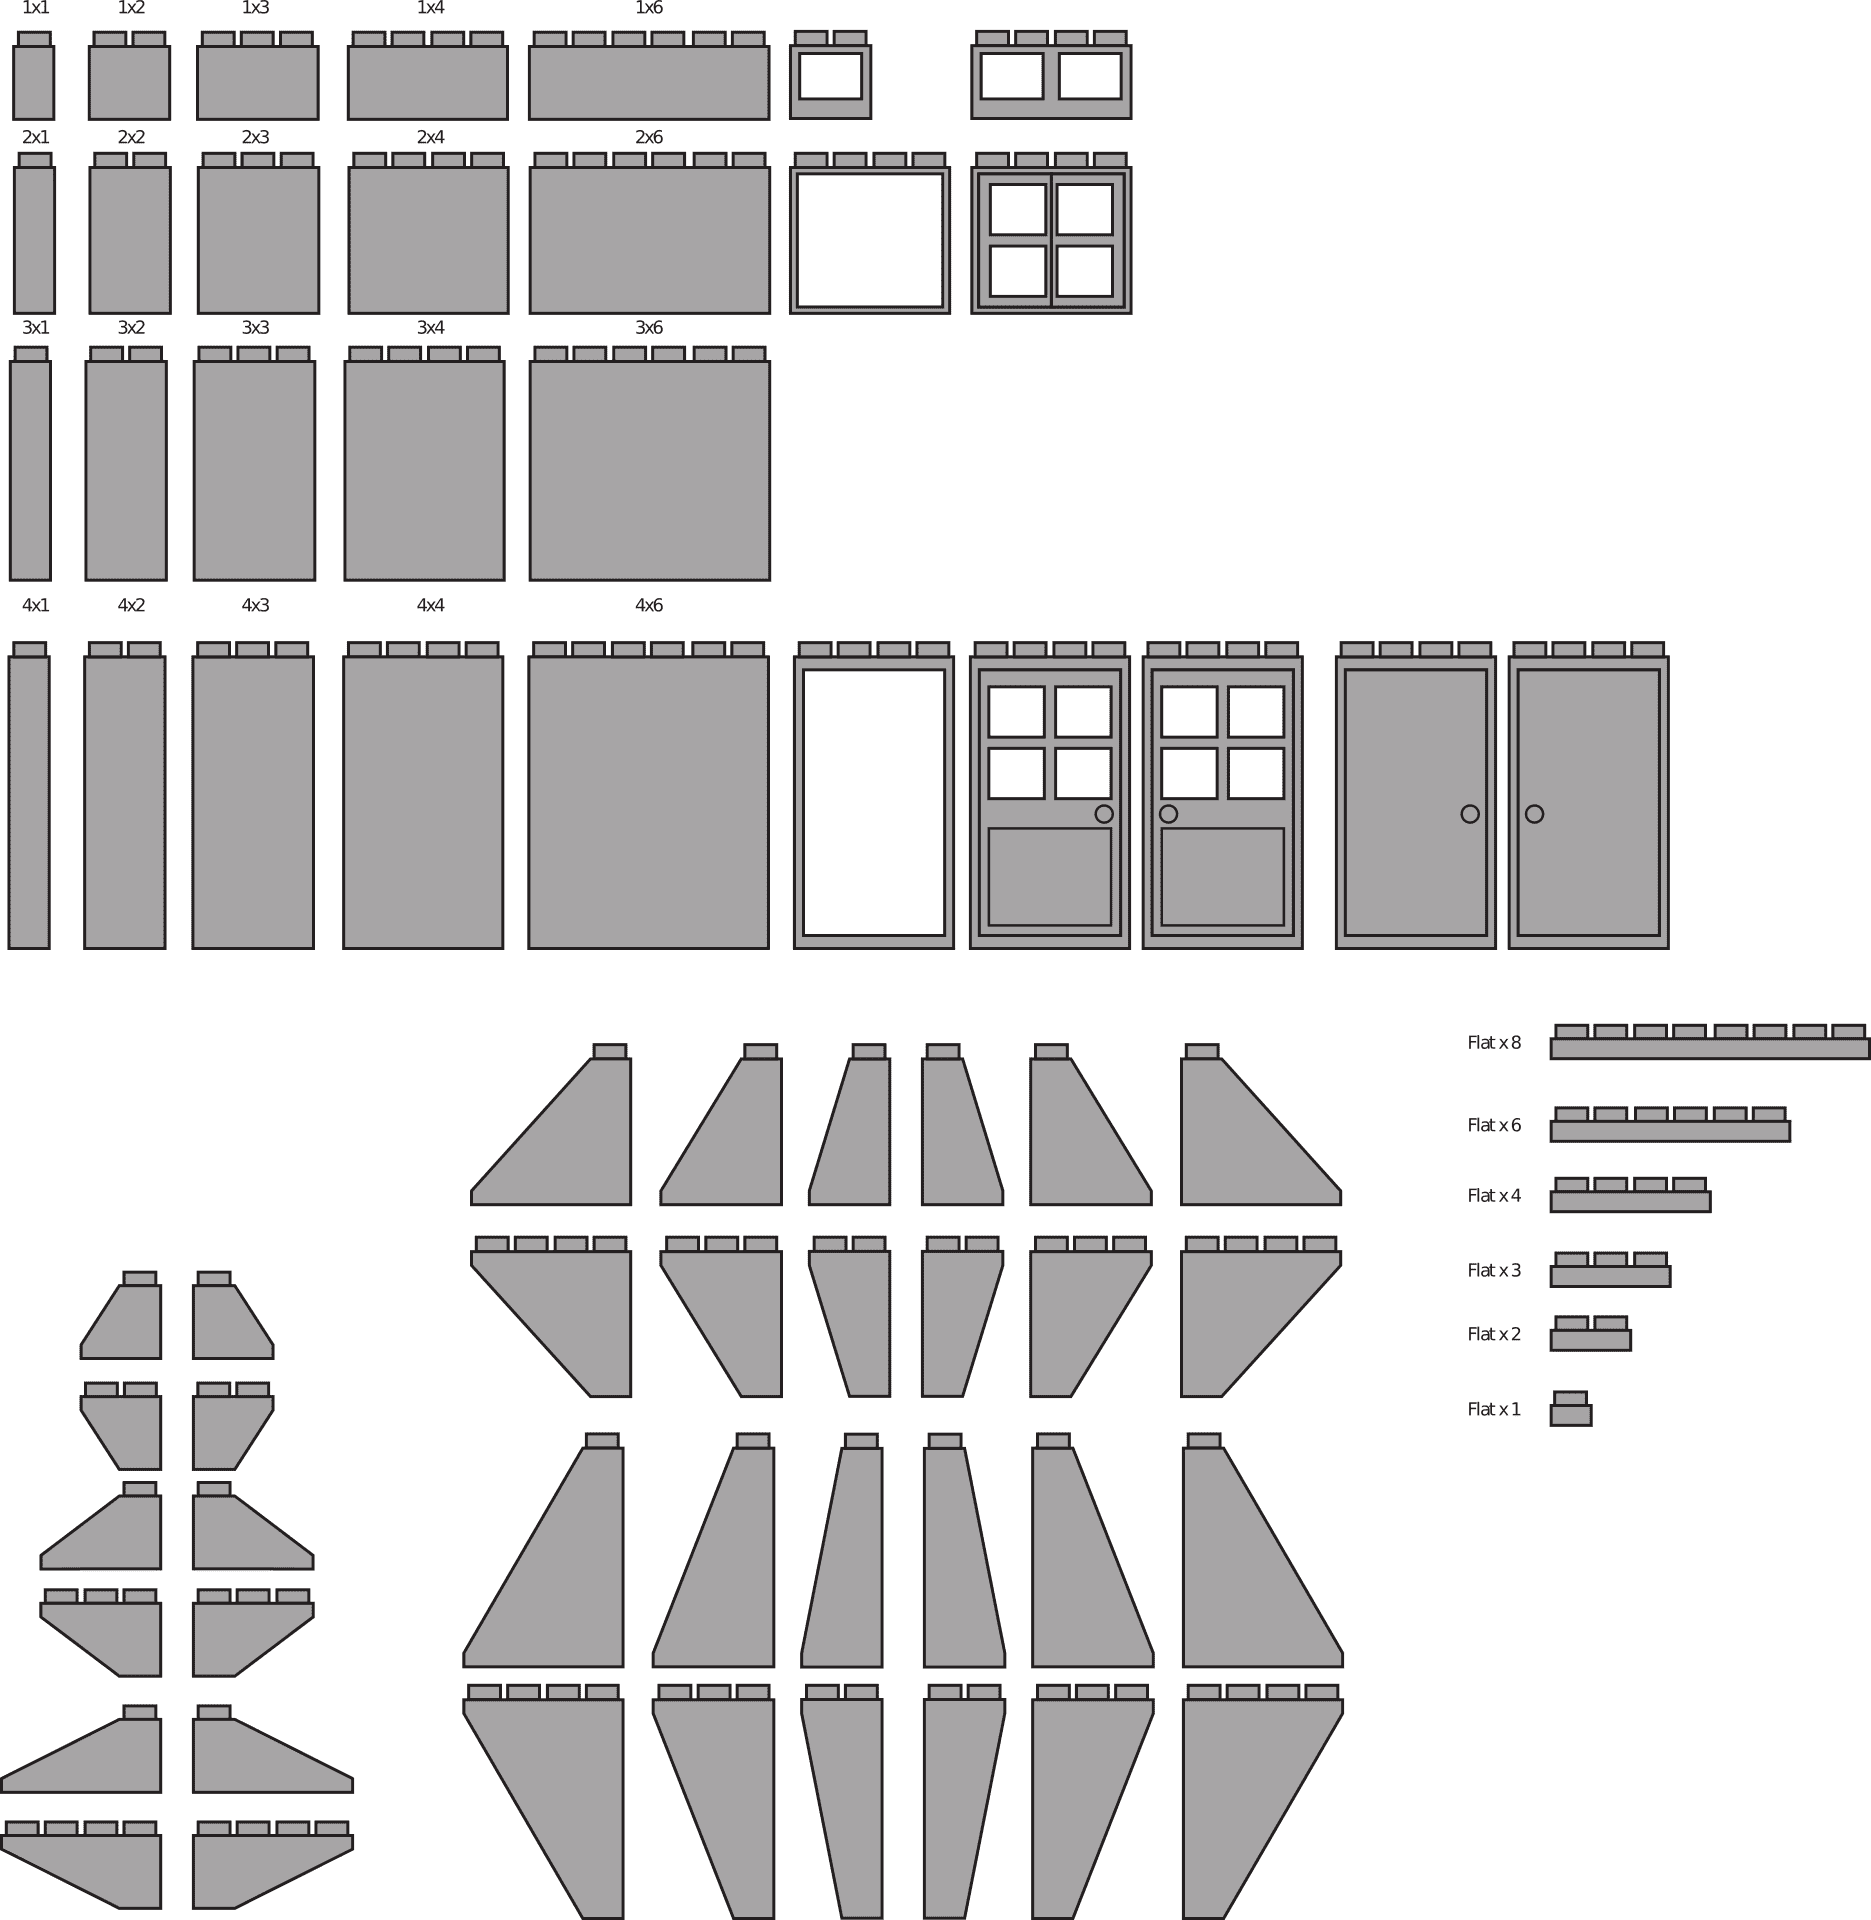 1x1 1x2 1x3 1x4 1x6
2x1 2x2 2x3 2x4 2x6
3x1 3x2 3x3 3x4 3x6
4x1 4x2 4x3 4x4 4x6
Flat x 8
Flat x 6
Flat x 4
Flat x 3
Flat x 2
Flat x 1